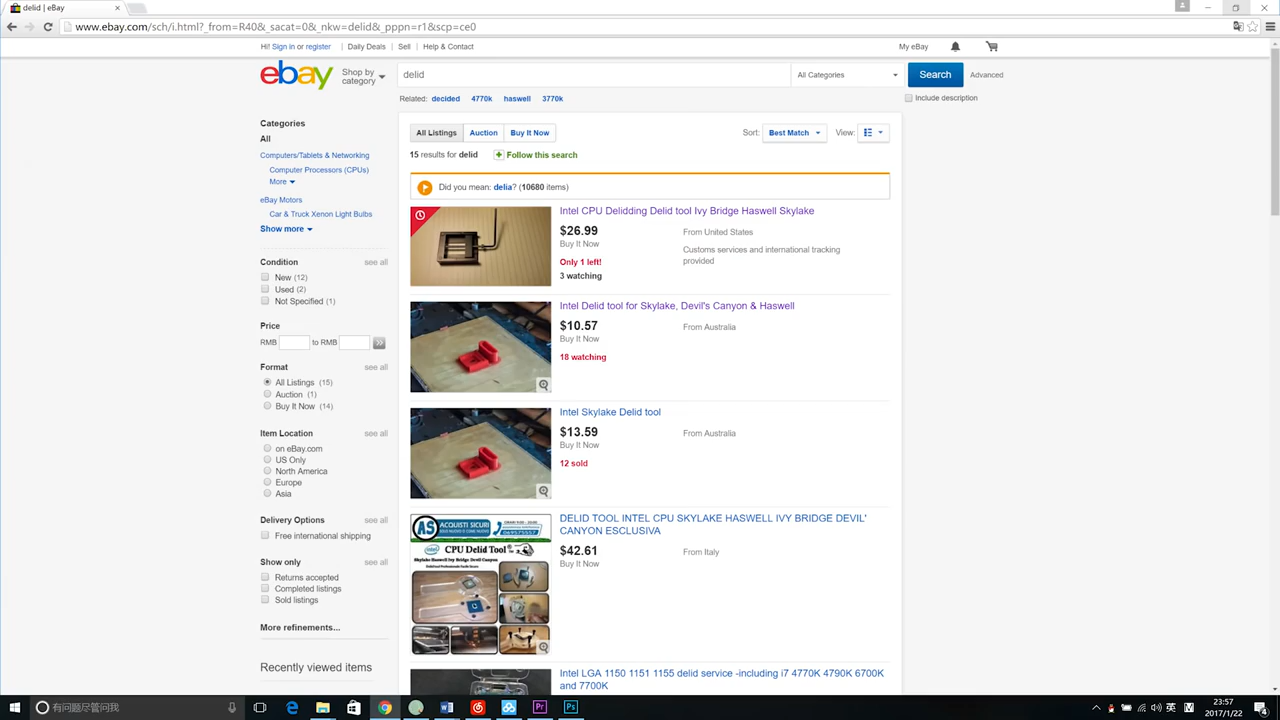 delid | eBay
www.ebay.com/sch/i.html?_from=R40&_sacat=0&_nkw=delid&_pppn=r1&scp=ce0
Hi! Sign in or register
Daily Deals
Sell
Help & Contact
My eBay
ebay
Shop by category
delid
All Categories
Search
Advanced
Related: decided 4770k haswell 3770k
Include description
Categories
All
Computers/Tablets & Networking
Computer Processors (CPUs)
More
eBay Motors
Car & Truck Xenon Light Bulbs
Show more
Condition see all
New (12)
Used (2)
Not Specified (1)
Price
RMB to RMB
Format see all
All Listings (15)
Auction (1)
Buy It Now (14)
Item Location see all
on eBay.com
US Only
North America
Europe
Asia
Delivery Options see all
Free international shipping
Show only see all
Returns accepted
Completed listings
Sold listings
More refinements...
Recently viewed items
All Listings Auction Buy It Now
Sort: Best Match View:
15 results for delid
Follow this search
Did you mean: delia? (10680 items)
Intel CPU Delidding Delid tool Ivy Bridge Haswell Skylake
$26.99
Buy It Now
Only 1 left!
3 watching
From United States
Customs services and international tracking
provided
Intel Delid tool for Skylake, Devil's Canyon & Haswell
$10.57
Buy It Now
18 watching
From Australia
Intel Skylake Delid tool
$13.59
Buy It Now
12 sold
From Australia
AS ACQUISTI SICURI
intel CPU Delid Tool
Skylake Haswell Ivy Bridge Devil Canyon
DELID TOOL INTEL CPU SKYLAKE HASWELL IVY BRIDGE DEVIL'
CANYON ESCLUSIVA
$42.61
Buy It Now
From Italy
Intel LGA 1150 1151 1155 delid service -including i7 4770K 4790K 6700K
and 7700K
有问题尽管问我
英
M
23:57
2017/1/22
4